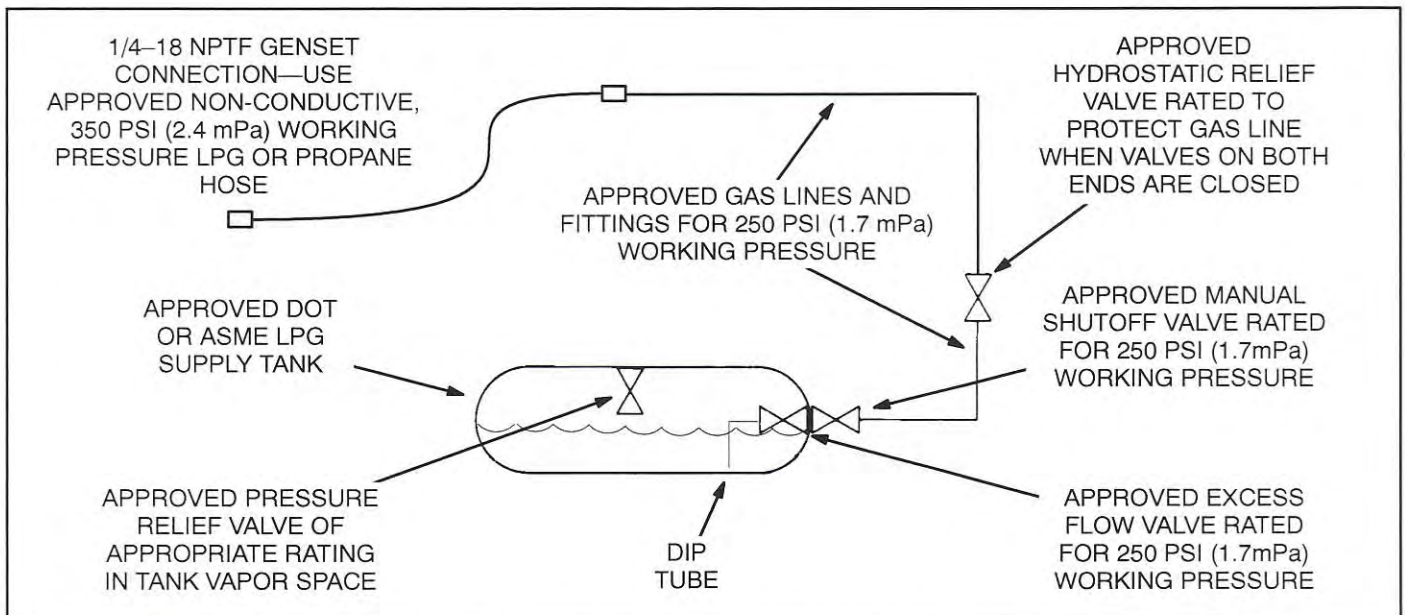 1/4–18 NPTF GENSET
CONNECTION—USE
APPROVED NON-CONDUCTIVE,
350 PSI (2.4 mPa) WORKING
PRESSURE LPG OR PROPANE
HOSE
APPROVED
HYDROSTATIC RELIEF
VALVE RATED TO
PROTECT GAS LINE
WHEN VALVES ON BOTH
ENDS ARE CLOSED
APPROVED GAS LINES AND
FITTINGS FOR 250 PSI (1.7 mPa)
WORKING PRESSURE
APPROVED DOT
OR ASME LPG
SUPPLY TANK
APPROVED MANUAL
SHUTOFF VALVE RATED
FOR 250 PSI (1.7mPa)
WORKING PRESSURE
APPROVED PRESSURE
RELIEF VALVE OF
APPROPRIATE RATING
IN TANK VAPOR SPACE
DIP
TUBE
APPROVED EXCESS
FLOW VALVE RATED
FOR 250 PSI (1.7mPa)
WORKING PRESSURE